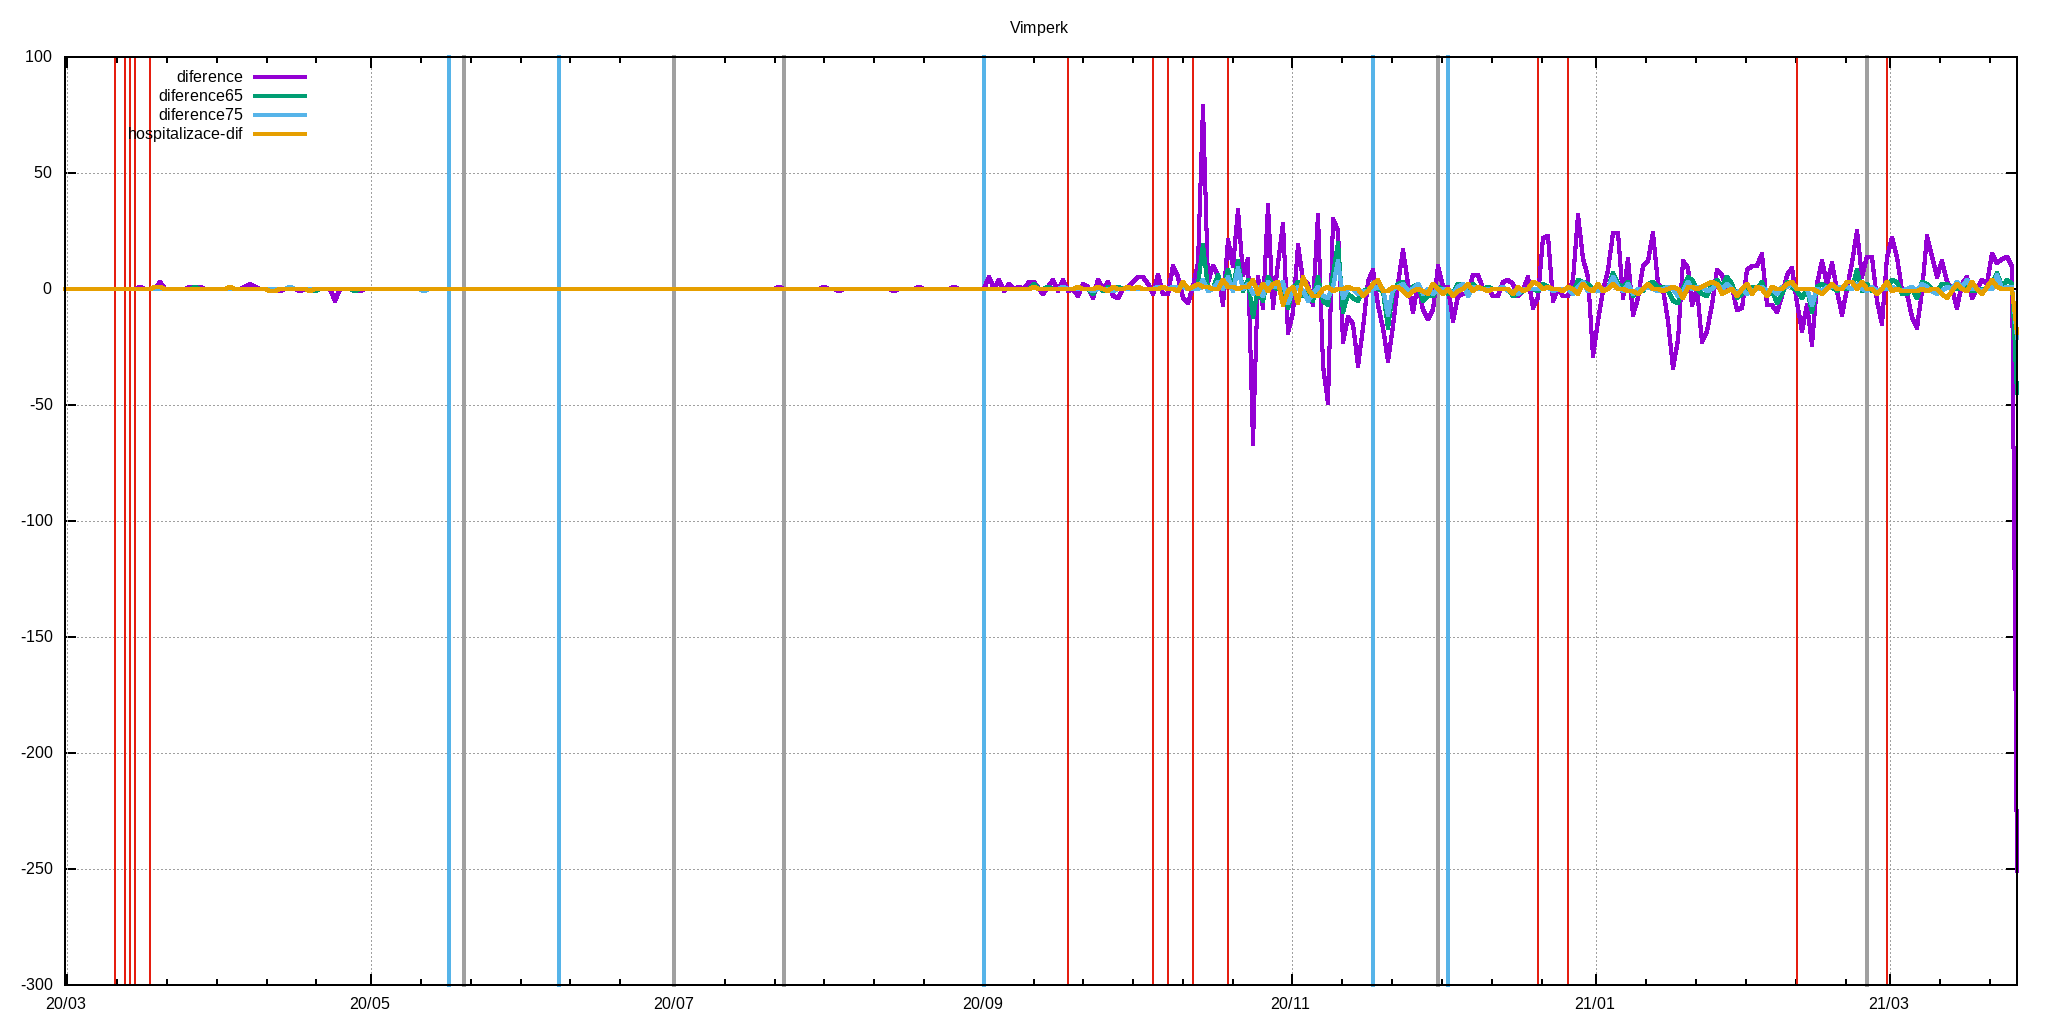 Vimperk
100
50
0
-50
-100
-150
-200
-250
-300
diference
diference65
diference75
hospitalizace-dif
20/03 20/05 20/07 20/09 20/11 21/01 21/03